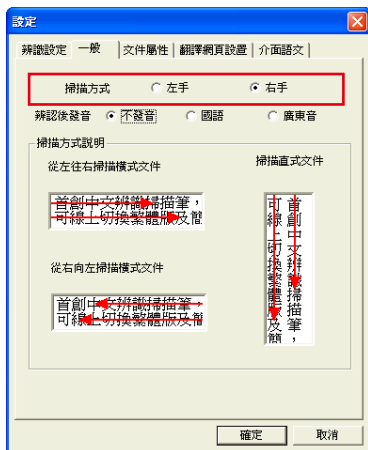 設定
辨識設定 一般 文件屬性 翻譯網頁設置 介面語文
掃描方式 左手 右手
辨認後發音 不發音 國語 廣東音
掃描方式說明
從左往右掃描橫式文件
首創中文辨識掃描筆，
可線上切換繁體版及簡
從右向左掃描橫式文件
首創中文辨識掃描筆，
可線上切換繁體版及簡
掃描直式文件
首創中文辨識掃描筆，
可線上切換繁體版及簡
確定 取消